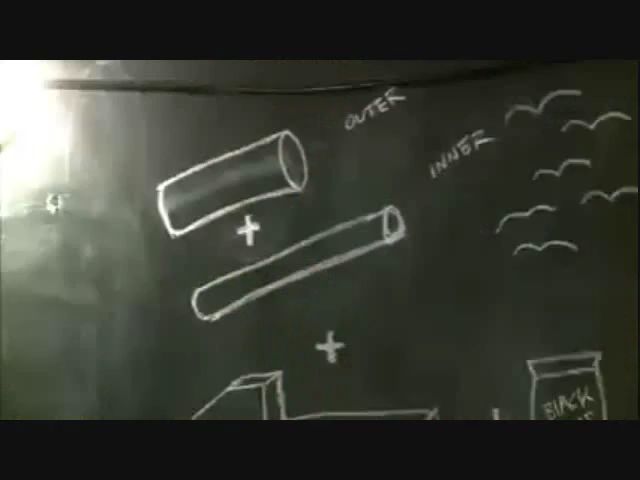 OUTER
INNER
+
+
BLACK